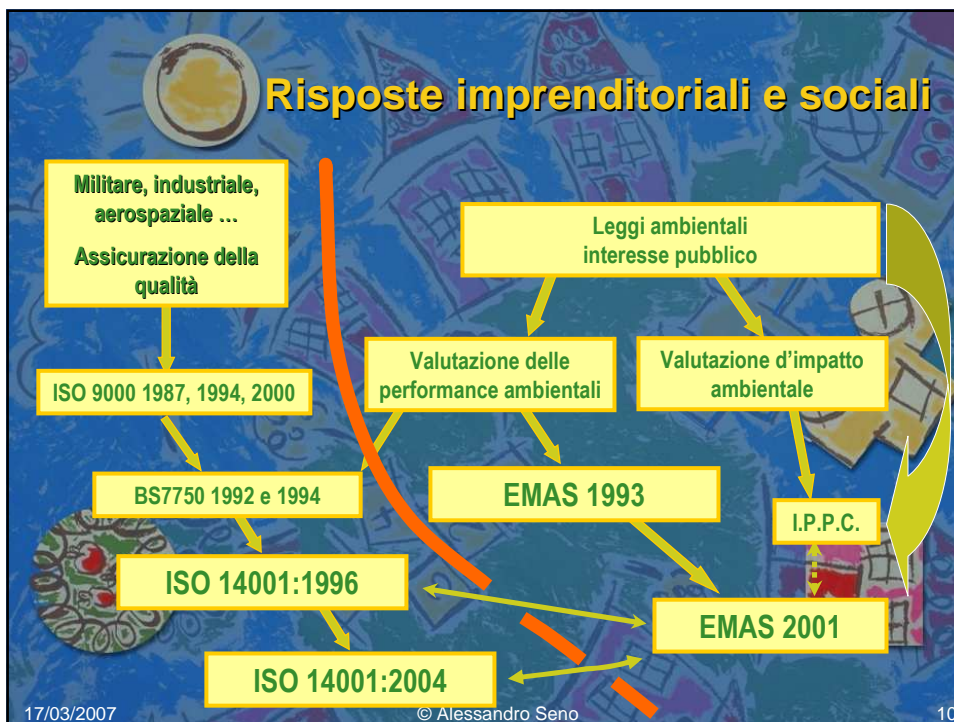 Risposte imprenditoriali e sociali
Militare, industriale,
aerospaziale …
Assicurazione della
qualità
Leggi ambientali
interesse pubblico
Valutazione delle
performance ambientali
Valutazione d'impatto
ambientale
ISO 9000 1987, 1994, 2000
BS7750 1992 e 1994
EMAS 1993
I.P.P.C.
ISO 14001:1996
EMAS 2001
ISO 14001:2004
17/03/2007
© Alessandro Seno
10